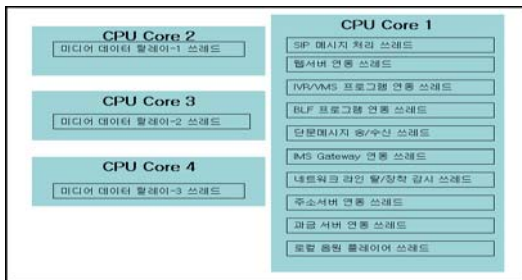 CPU Core 2
미디어 데이터 릴레이-1 쓰레드
CPU Core 3
미디어 데이터 릴레이-2 쓰레드
CPU Core 4
미디어 데이터 릴레이-3 쓰레드
CPU Core 1
SIP 메시지 처리 쓰레드
웹서버 연동 쓰레드
IVR/VMS 프로그램 연동 쓰레드
BLF 프로그램 연동 쓰레드
단문메시지 송/수신 쓰레드
IMS Gateway 연동 쓰레드
네트워크 라인 탈/장착 감시 쓰레드
주소서버 연동 쓰레드
과금 서버 연동 쓰레드
로컬 음원 플레이어 쓰레드